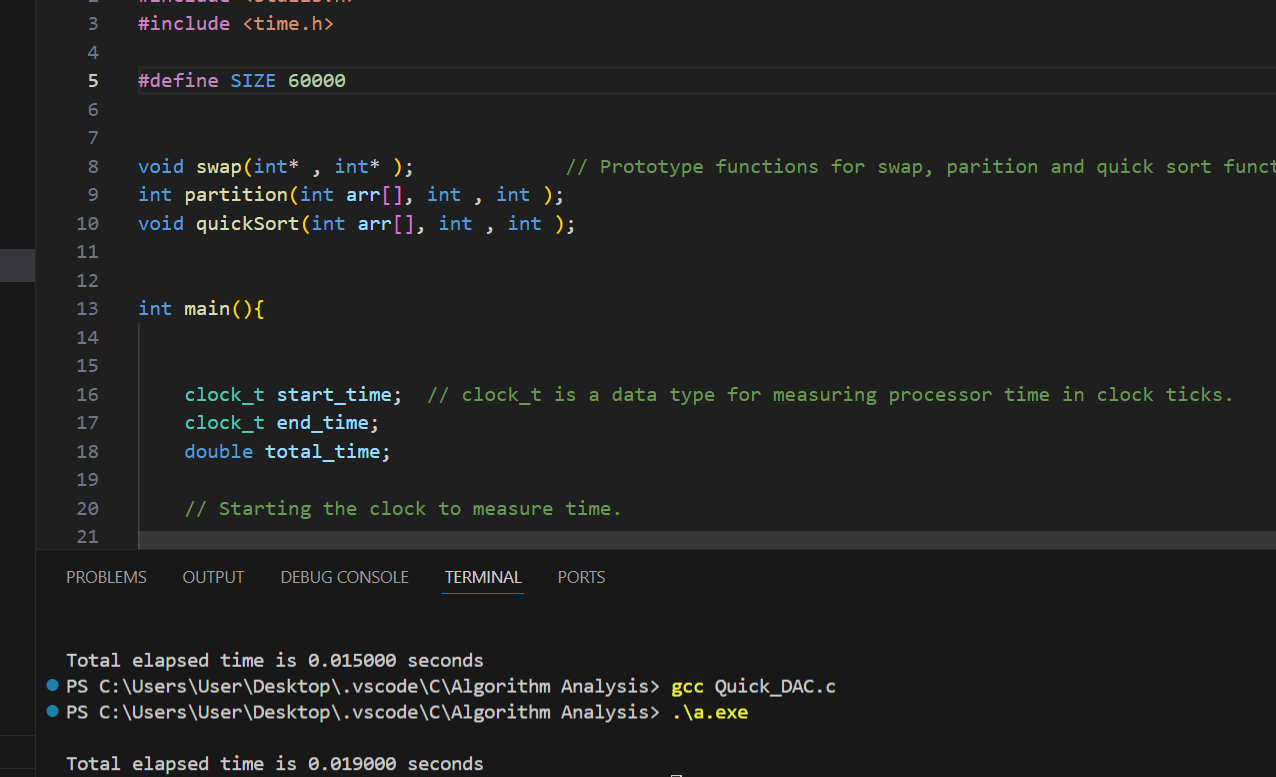 3 #include <time.h>
4
5 #define SIZE 60000
6
7
8 void swap(int* , int* ); // Prototype functions for swap, parition and quick sort funct
9 int partition(int arr[], int , int );
10 void quickSort(int arr[], int , int );
11
12
13 int main(){
14
15
16 clock_t start_time; // clock_t is a data type for measuring processor time in clock ticks.
17 clock_t end_time;
18 double total_time;
19
20 // Starting the clock to measure time.
21
PROBLEMS OUTPUT DEBUG CONSOLE TERMINAL PORTS
Total elapsed time is 0.015000 seconds
PS C:\Users\User\Desktop\.vscode\C\Algorithm Analysis> gcc Quick_DAC.c
PS C:\Users\User\Desktop\.vscode\C\Algorithm Analysis> .\a.exe
Total elapsed time is 0.019000 seconds